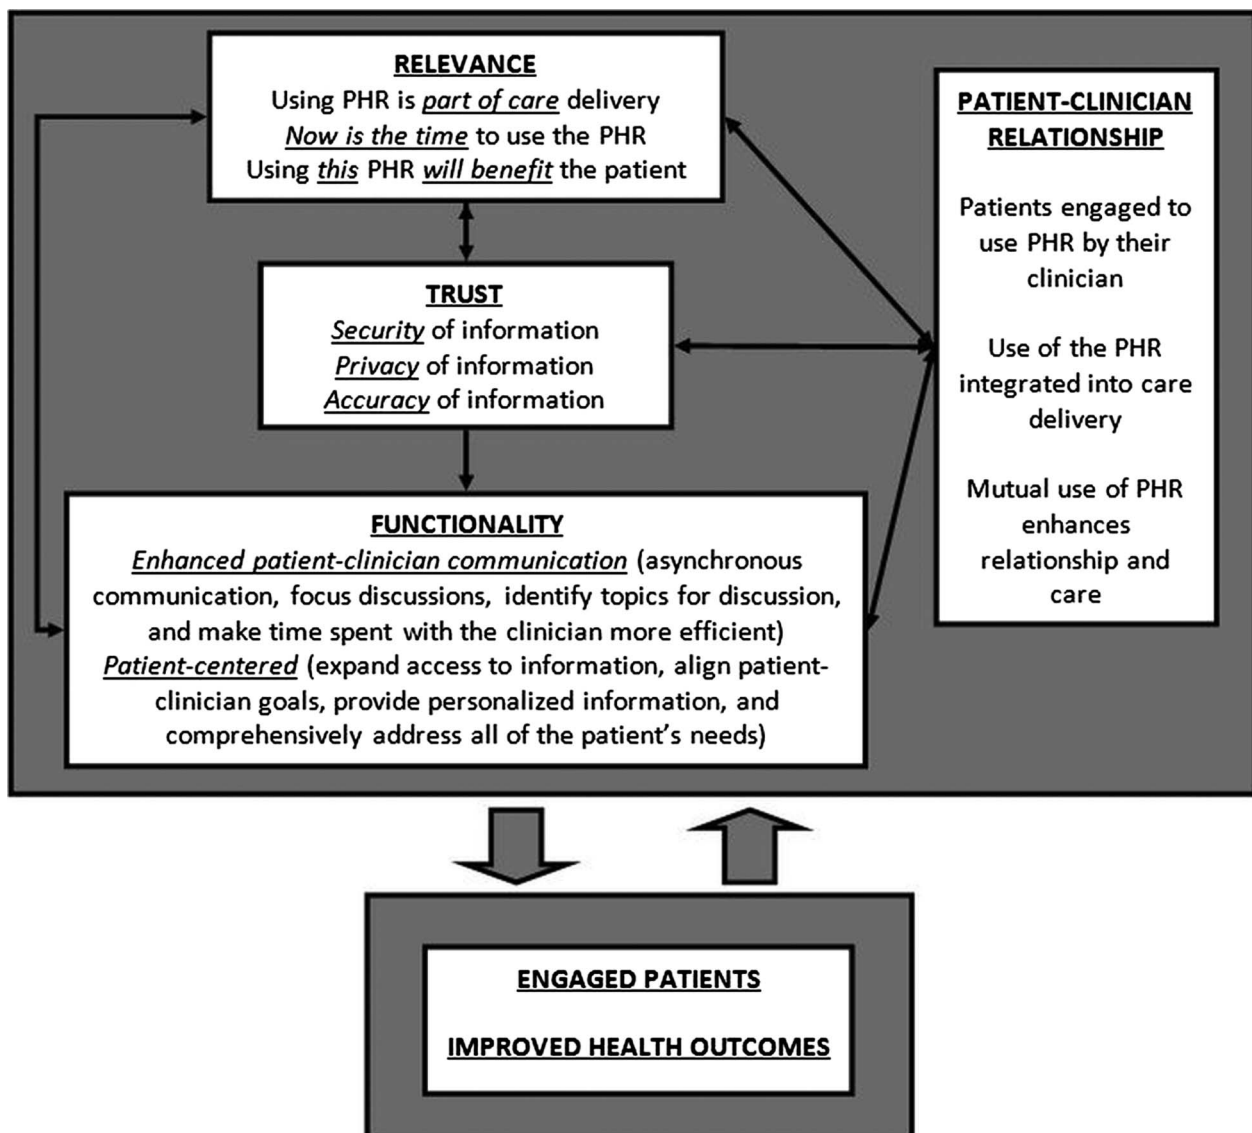 RELEVANCE
Using PHR is part of care delivery
Now is the time to use the PHR
Using this PHR will benefit the patient
TRUST
Security of information
Privacy of information
Accuracy of information
FUNCTIONALITY
Enhanced patient-clinician communication (asynchronous
communication, focus discussions, identify topics for discussion,
and make time spent with the clinician more efficient)
Patient-centered (expand access to information, align patient-
clinician goals, provide personalized information, and
comprehensively address all of the patient’s needs)
PATIENT-CLINICIAN
RELATIONSHIP
Patients engaged to
use PHR by their
clinician
Use of the PHR
integrated into care
delivery
Mutual use of PHR
enhances
relationship and
care
ENGAGED PATIENTS
IMPROVED HEALTH OUTCOMES